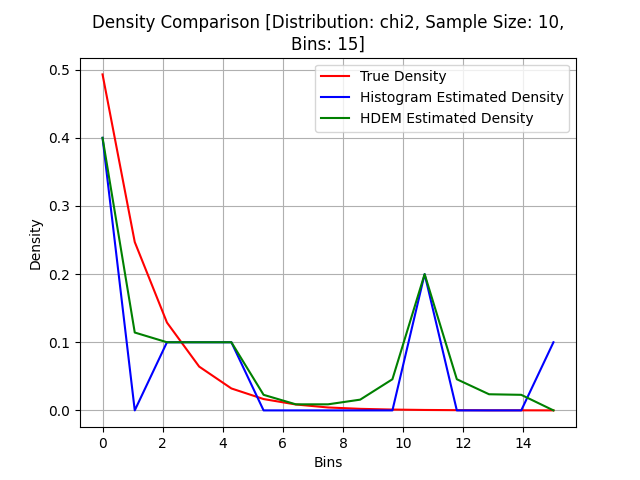 Density Comparison [Distribution: chi2, Sample Size: 10,
Bins: 15]
True Density
Histogram Estimated Density
HDEM Estimated Density
Density
0.5
0.4
0.3
0.2
0.1
0.0
0 2 4 6 8 10 12 14
Bins